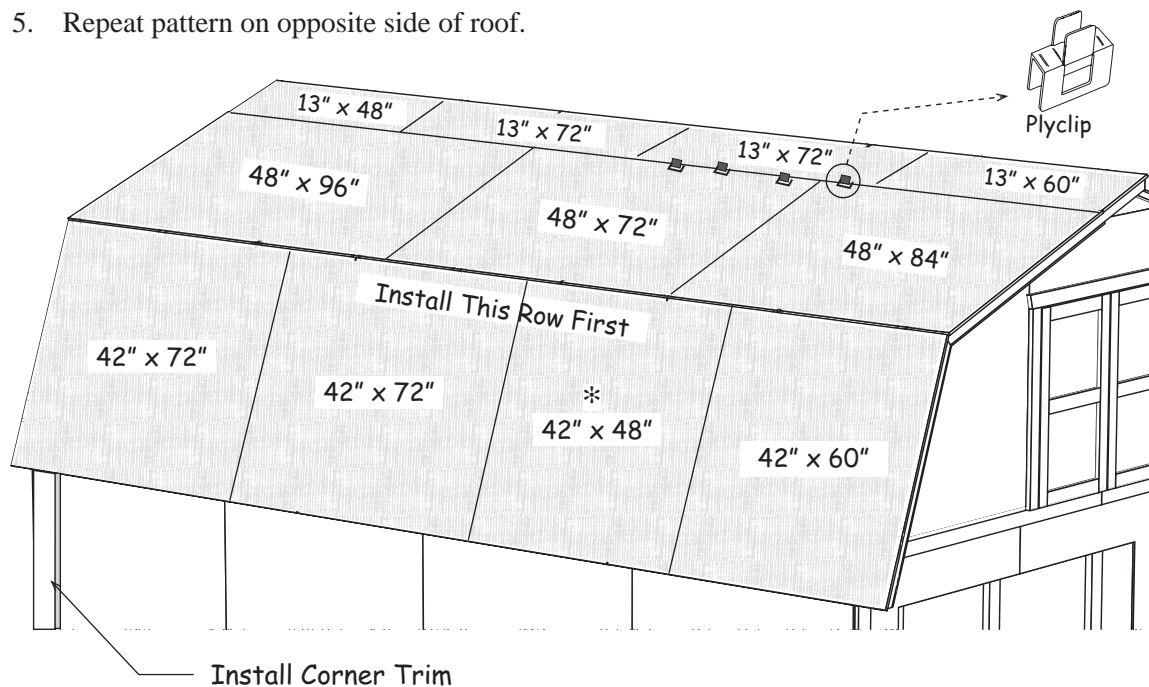 5. Repeat pattern on opposite side of roof.
Plyclip
13" x 48"
13" x 72"
13" x 72"
13" x 60"
48" x 96"
48" x 72"
48" x 84"
Install This Row First
42" x 72"
42" x 72"
*
42" x 48"
42" x 60"
Install Corner Trim